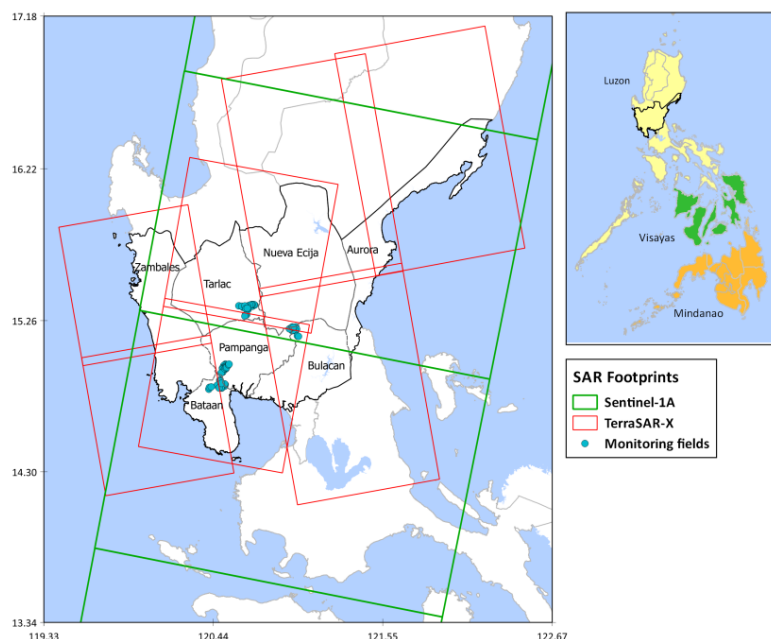 17.18
16.22
15.26
14.30
13.34
119.33
120.44
121.55
122.67
Zambales
Tarlac
Nueva Ecija
Aurora
Pampanga
Bulacan
Bataan
Luzon
Visayas
Mindanao
SAR Footprints
Sentinel-1A
TerraSAR-X
Monitoring fields